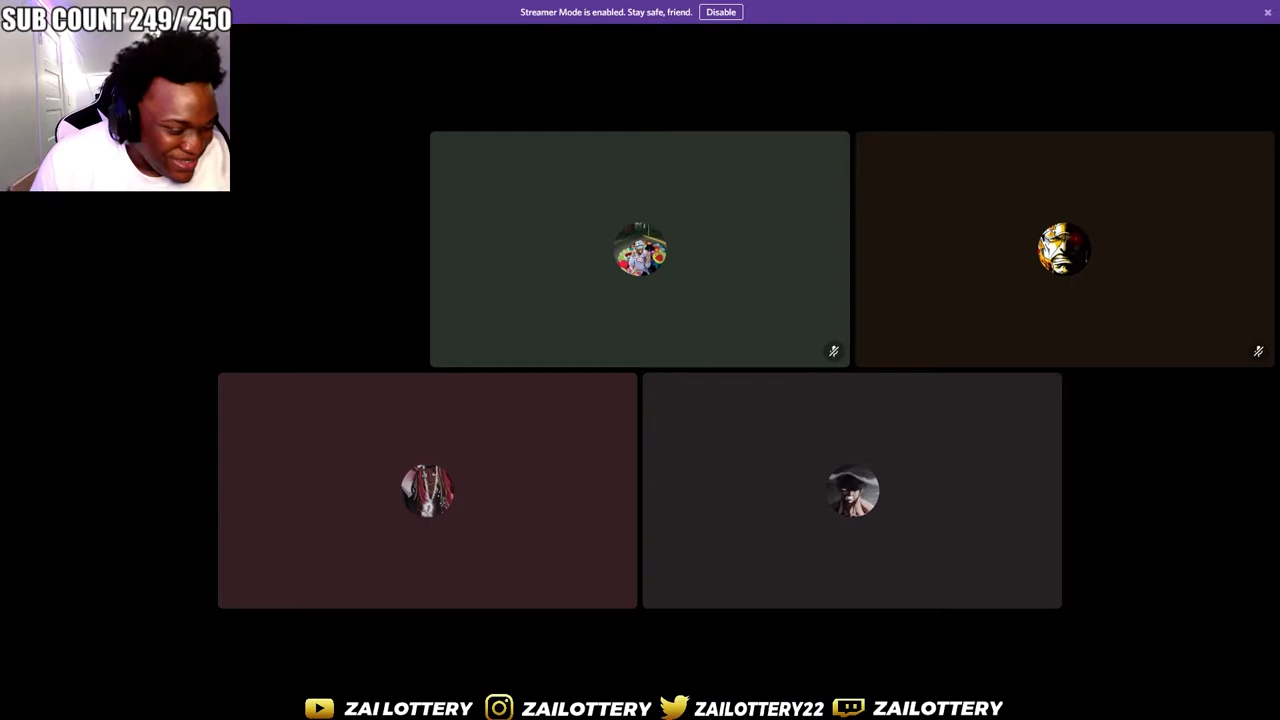 SUB COUNT 249/ 250
Streamer Mode is enabled. Stay safe, friend. Disable
ZAI LOTTERY ZAILOTTERY ZAILOTTERY22 ZAILOTTERY